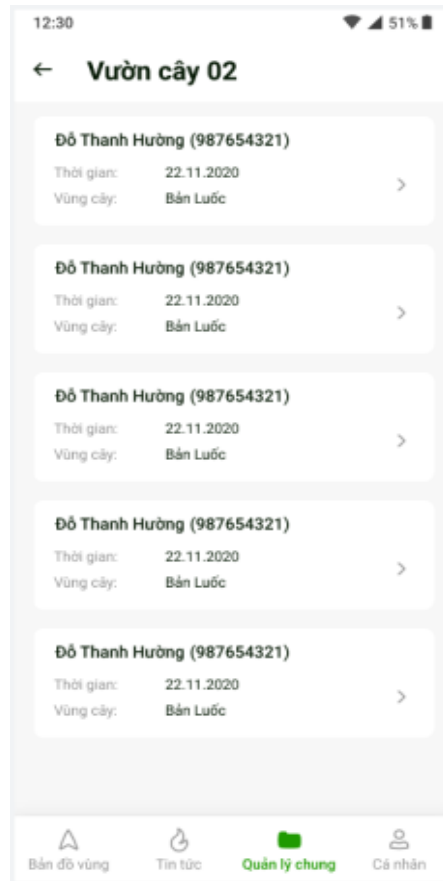 12:30 51%
Vườn cây 02
Đỗ Thanh Hường (987654321)
Thời gian: 22.11.2020
Vùng cây: Bản Luốc
Đỗ Thanh Hường (987654321)
Thời gian: 22.11.2020
Vùng cây: Bản Luốc
Đỗ Thanh Hường (987654321)
Thời gian: 22.11.2020
Vùng cây: Bản Luốc
Đỗ Thanh Hường (987654321)
Thời gian: 22.11.2020
Vùng cây: Bản Luốc
Đỗ Thanh Hường (987654321)
Thời gian: 22.11.2020
Vùng cây: Bản Luốc
Bản đồ vùng Tin tức Quản lý chung Cá nhân